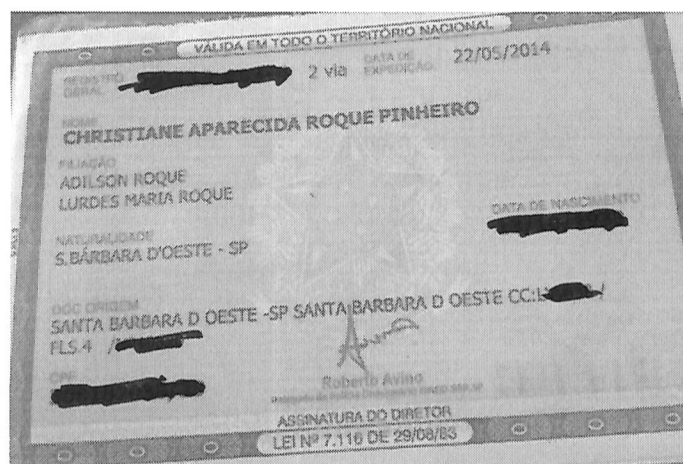 VÁLIDA EM TODO O TERRITÓRIO NACIONAL
REGISTRO GERAL 2 via DATA DE EXPEDIÇÃO 22/05/2014
NOME
CHRISTIANE APARECIDA ROQUE PINHEIRO
FILIAÇÃO
ADILSON ROQUE
LURDES MARIA ROQUE
NATURALIDADE DATA DE NASCIMENTO
S.BÁRBARA D'OESTE - SP
DOC ORIGEM
SANTA BARBARA D OESTE -SP SANTA BARBARA D OESTE CC:L
FLS.4 /
CPF
Roberto Avino
ASSINATURA DO DIRETOR
LEI Nº 7.116 DE 29/08/83